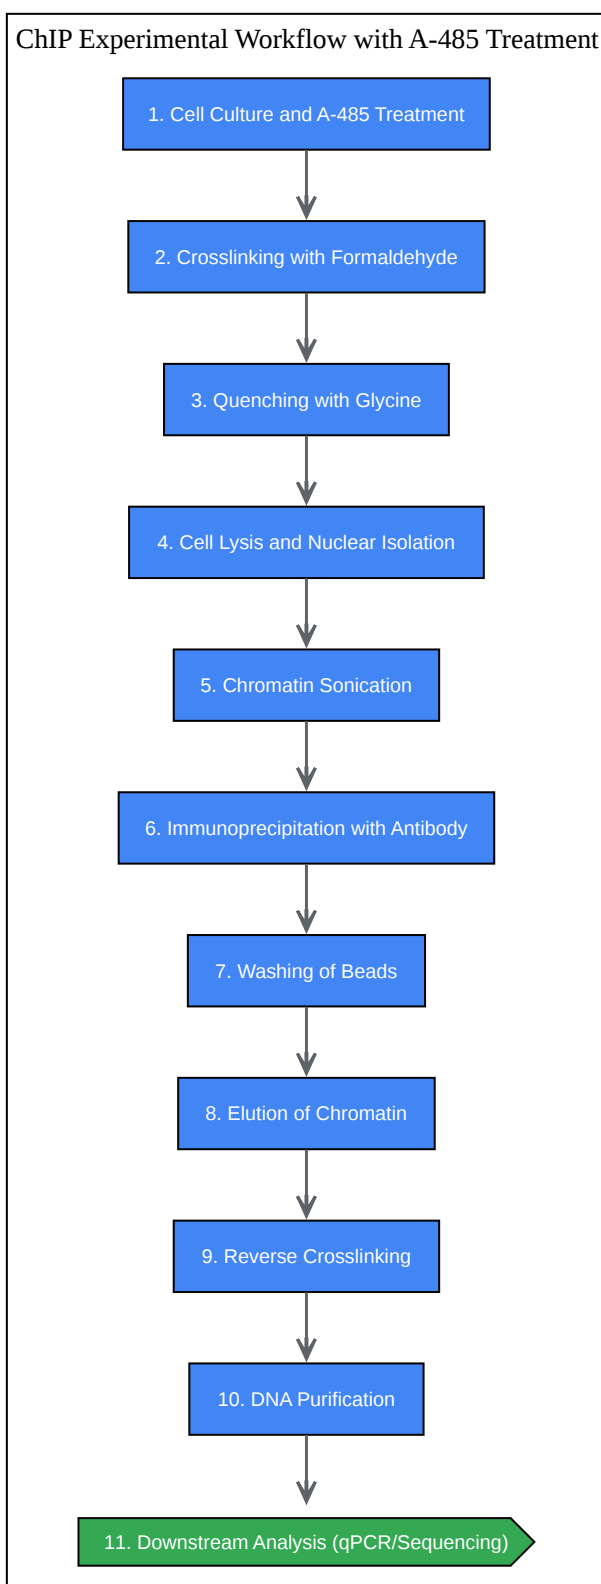 ChIP Experimental Workflow with A-485 Treatment
1. Cell Culture and A-485 Treatment
2. Crosslinking with Formaldehyde
3. Quenching with Glycine
4. Cell Lysis and Nuclear Isolation
5. Chromatin Sonication
6. Immunoprecipitation with Antibody
7. Washing of Beads
8. Elution of Chromatin
9. Reverse Crosslinking
10. DNA Purification
11. Downstream Analysis (qPCR/Sequencing)